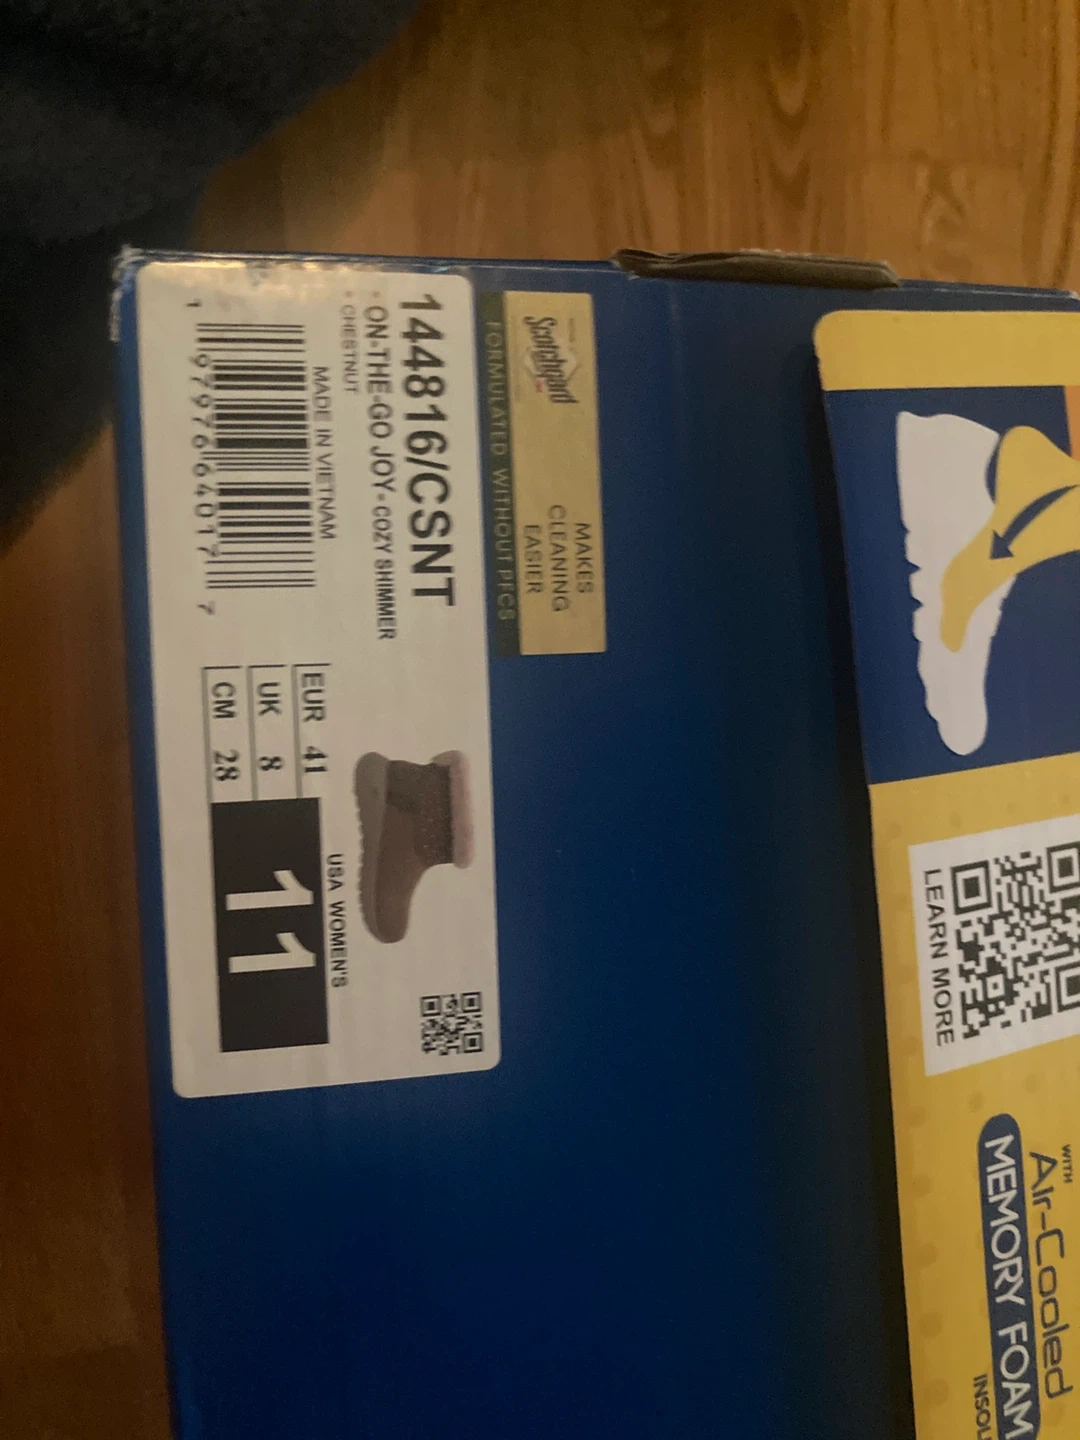 144816/CSNT
• ON-THE-GO JOY - COZY SHIMMER
• CHESTNUT
MADE IN VIETNAM
1 97976 64017 7
EUR 41
UK 8
CM 28
USA WOMEN'S
11
Scotchgard
MAKES
CLEANING
EASIER
FORMULATED WITHOUT PFCS
LEARN MORE
WITH
Air-Cooled
MEMORY FOAM